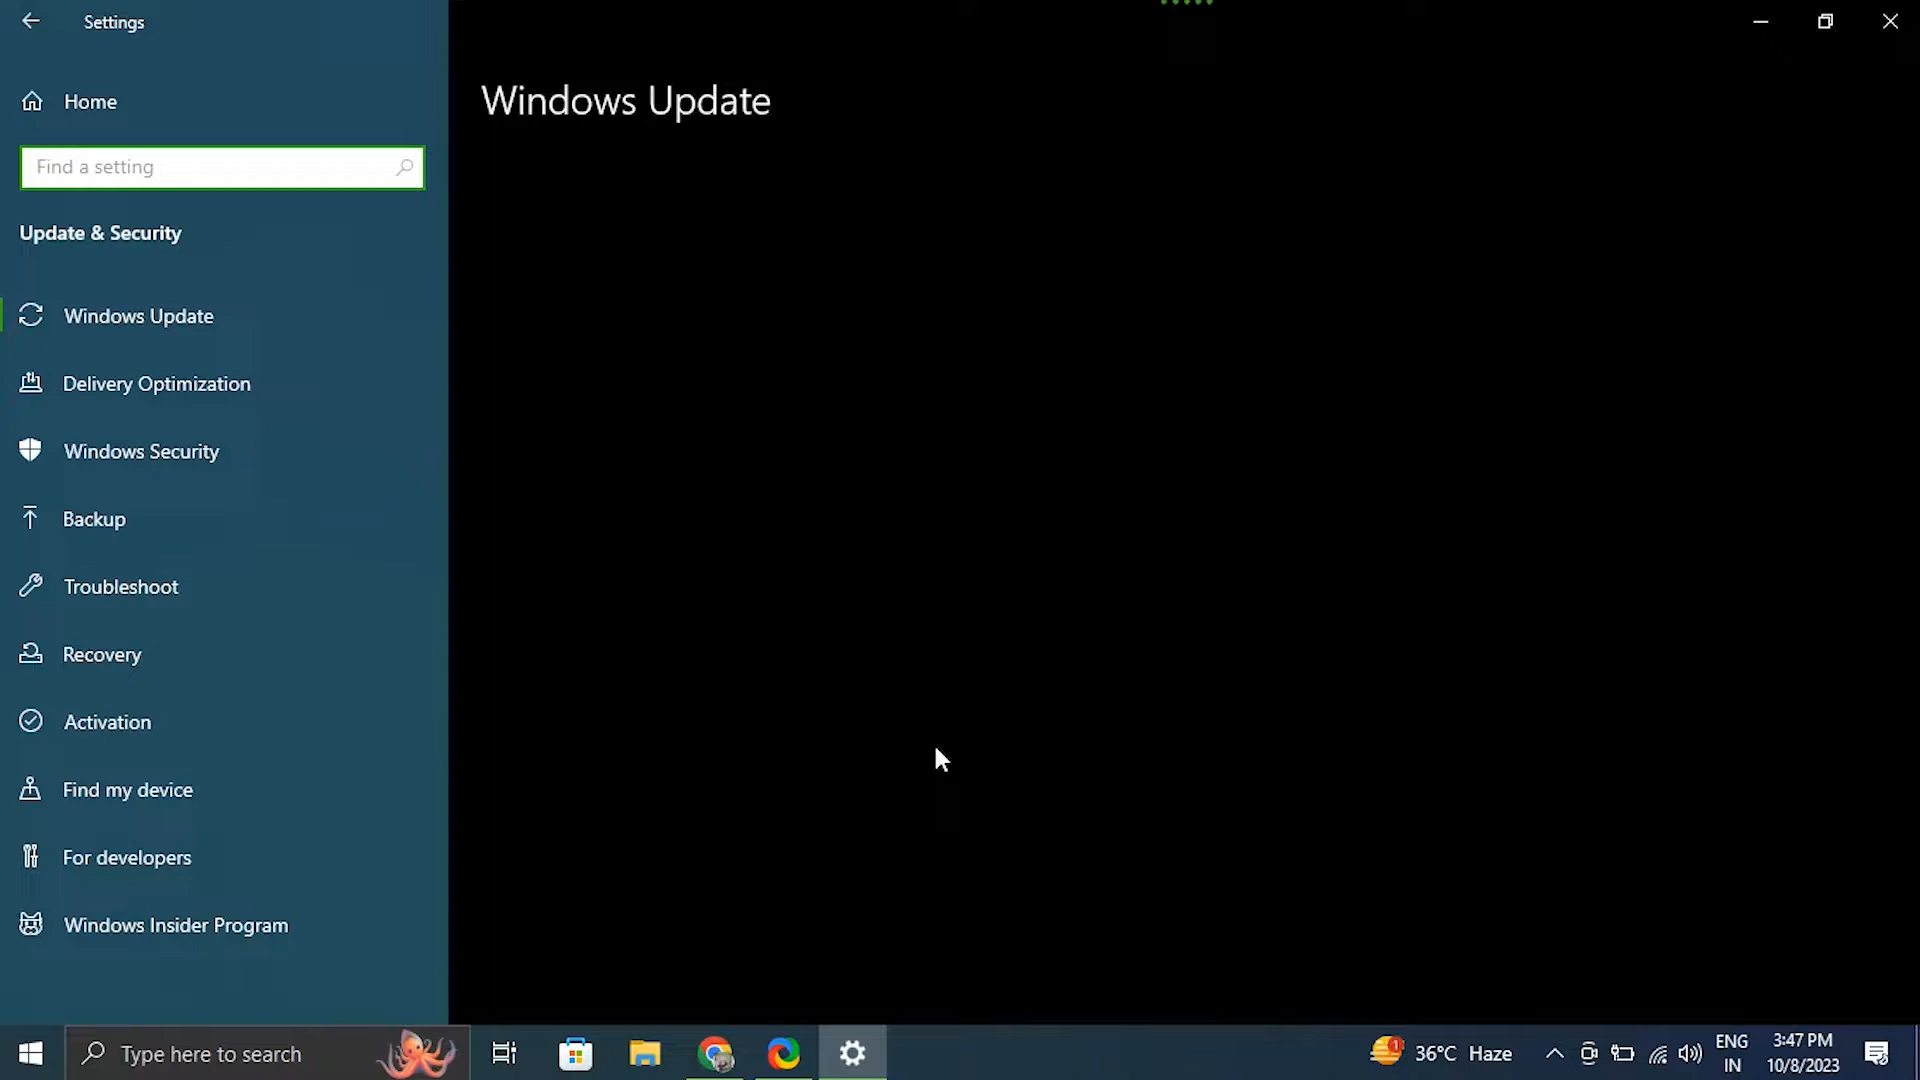 Settings
Home
Find a setting
Update & Security
Windows Update
Delivery Optimization
Windows Security
Backup
Troubleshoot
Recovery
Activation
Find my device
For developers
Windows Insider Program
Windows Update
Type here to search
1
36°C Haze
ENG
IN
3:47 PM
10/8/2023